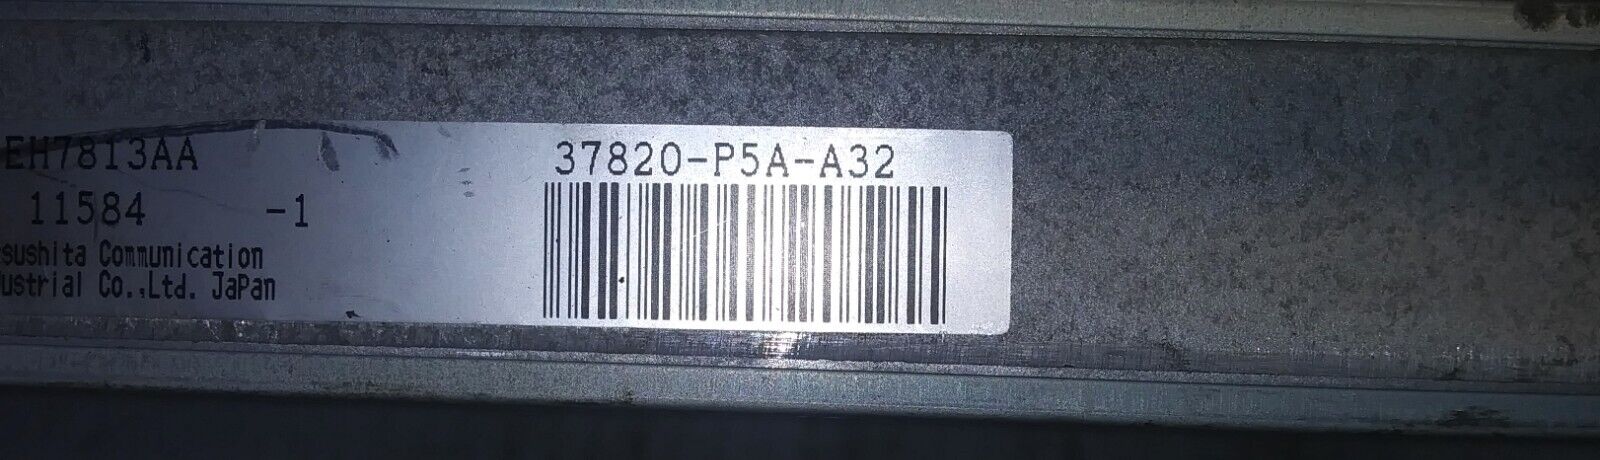 EH7813AA
11584 -1
sushita Communication
ustrial Co.,Ltd. JaPan
37820-P5A-A32